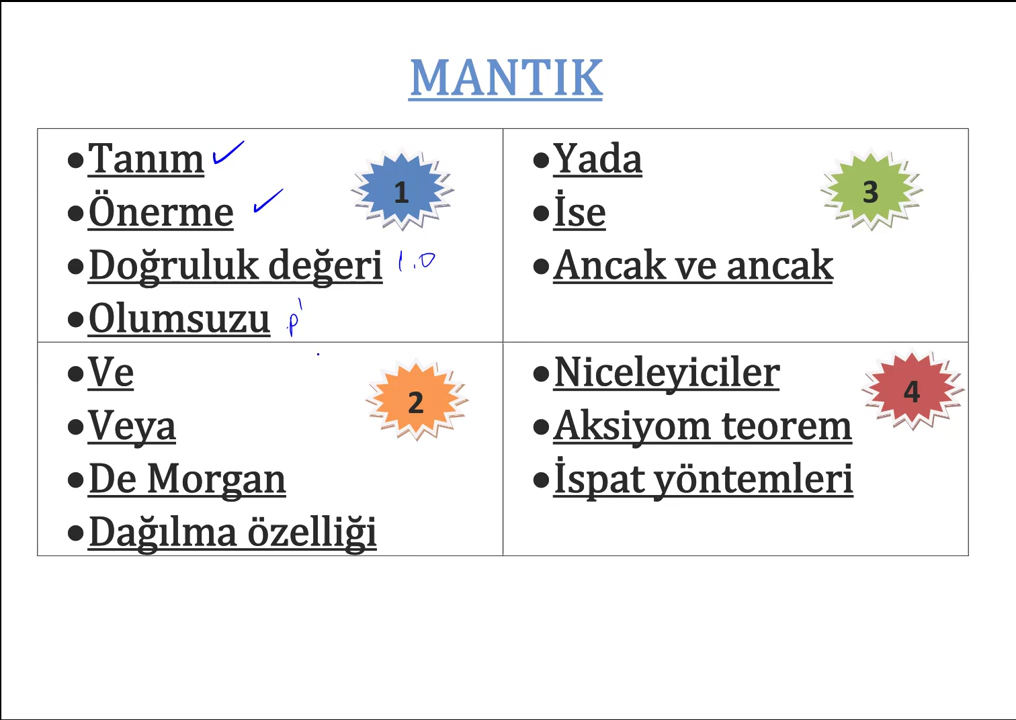 MANTIK
•Tanım ✓
•Önerme ✓
•Doğruluk değeri 1.0
•Olumsuzu p'
1
•Yada
•İse
•Ancak ve ancak
3
•Ve
•Veya
•De Morgan
•Dağılma özelliği
2
•Niceleyiciler
•Aksiyom teorem
•İspat yöntemleri
4